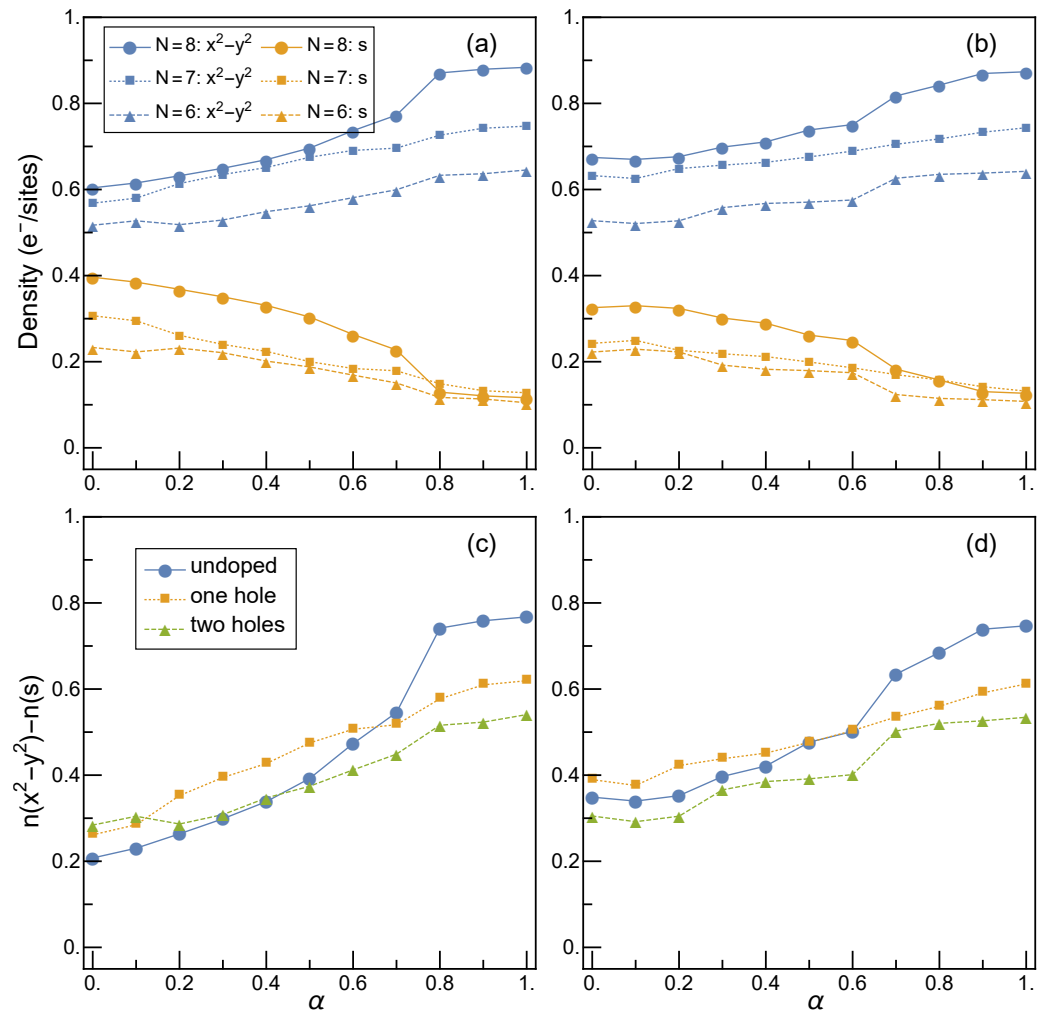 1.
0.8
0.6
0.4
0.2
0.
Density (e⁻/sites)
(a)
N=8: x²−y²
N=8: s
N=7: x²−y²
N=7: s
N=6: x²−y²
N=6: s
0. 0.2 0.4 0.6 0.8 1.
1.
0.8
0.6
0.4
0.2
0.
(b)
0. 0.2 0.4 0.6 0.8 1.
1.
0.8
0.6
0.4
0.2
0.
n(x²−y²)−n(s)
(c)
undoped
one hole
two holes
0. 0.2 0.4 0.6 0.8 1.
α
1.
0.8
0.6
0.4
0.2
0.
(d)
0. 0.2 0.4 0.6 0.8 1.
α